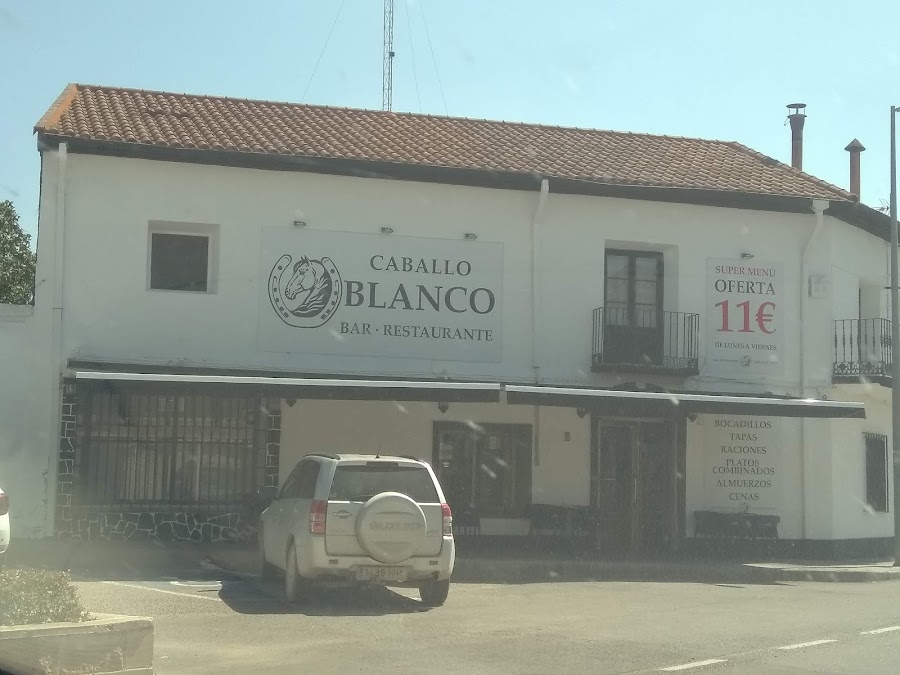 CABALLO
BLANCO
BAR · RESTAURANTE
SUPER MENÚ
OFERTA
11€
DE LUNES A VIERNES
BOCADILLOS
TAPAS
RACIONES
PLATOS
COMBINADOS
ALMUERZOS
CENAS